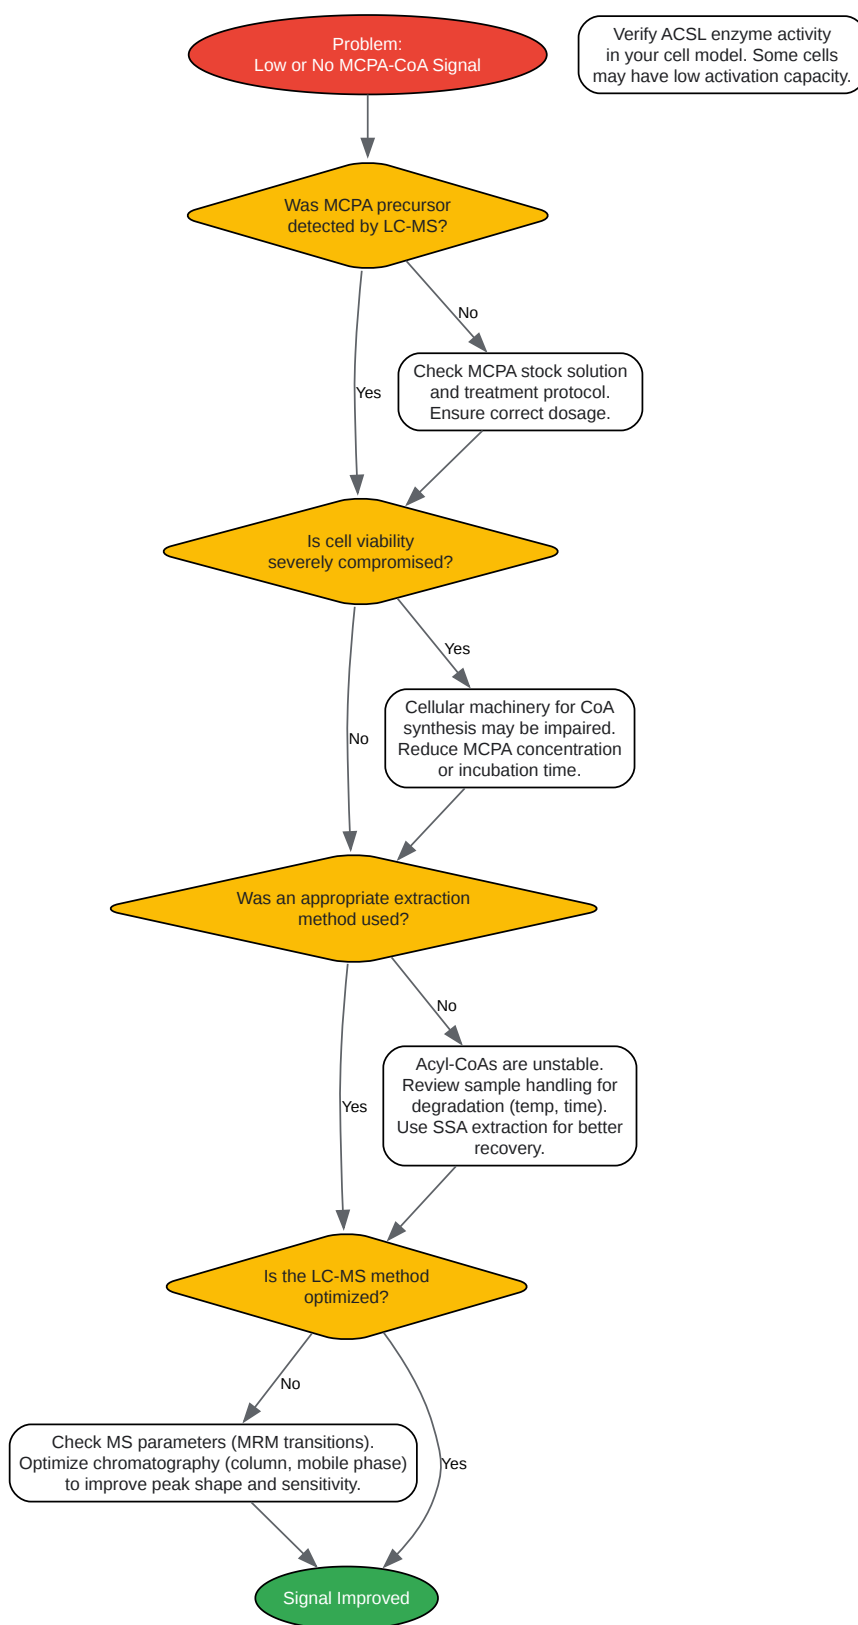 Problem:
Low or No MCPA-CoA Signal
Verify ACSL enzyme activity
in your cell model. Some cells
may have low activation capacity.
Was MCPA precursor
detected by LC-MS?
No
Check MCPA stock solution
and treatment protocol.
Ensure correct dosage.
Yes
Is cell viability
severely compromised?
Yes
Cellular machinery for CoA
synthesis may be impaired.
Reduce MCPA concentration
or incubation time.
No
Was an appropriate extraction
method used?
No
Acyl-CoAs are unstable.
Review sample handling for
degradation (temp, time).
Use SSA extraction for better
recovery.
Yes
Is the LC-MS method
optimized?
No
Check MS parameters (MRM transitions).
Optimize chromatography (column, mobile phase)
to improve peak shape and sensitivity.
Yes
Signal Improved